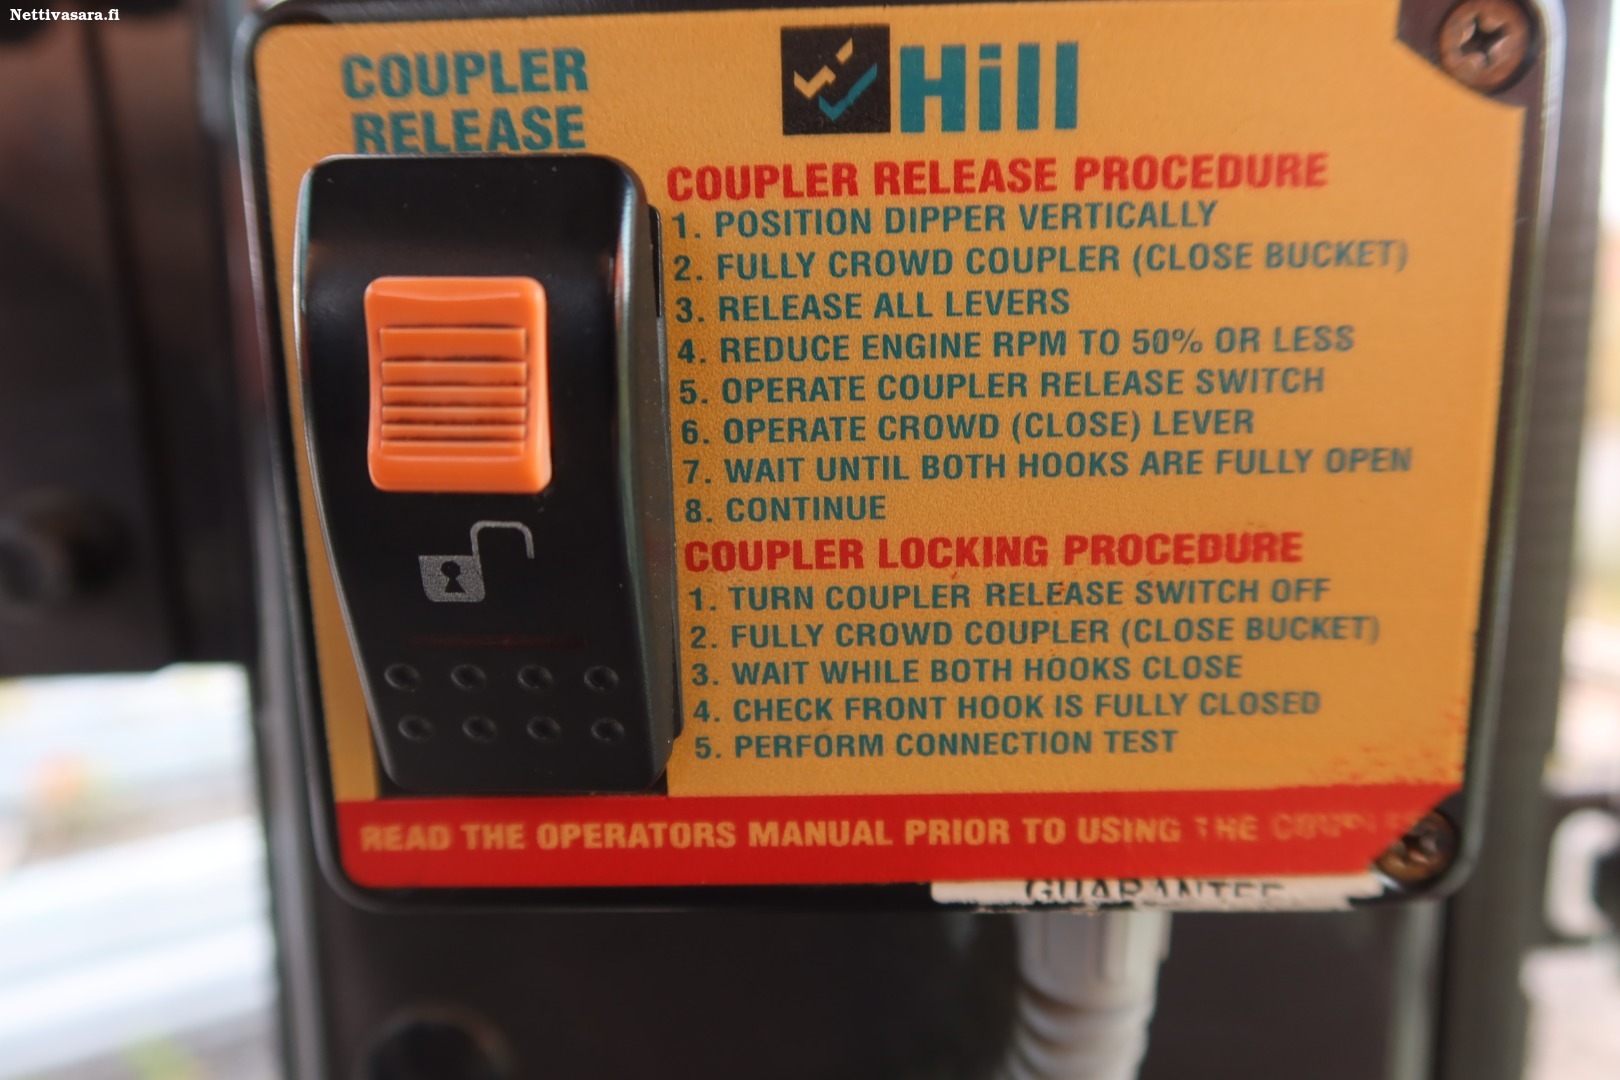 Nettivasara.fi
COUPLER
RELEASE
Hill
COUPLER RELEASE PROCEDURE
1. POSITION DIPPER VERTICALLY
2. FULLY CROWD COUPLER (CLOSE BUCKET)
3. RELEASE ALL LEVERS
4. REDUCE ENGINE RPM TO 50% OR LESS
5. OPERATE COUPLER RELEASE SWITCH
6. OPERATE CROWD (CLOSE) LEVER
7. WAIT UNTIL BOTH HOOKS ARE FULLY OPEN
8. CONTINUE
COUPLER LOCKING PROCEDURE
1. TURN COUPLER RELEASE SWITCH OFF
2. FULLY CROWD COUPLER (CLOSE BUCKET)
3. WAIT WHILE BOTH HOOKS CLOSE
4. CHECK FRONT HOOK IS FULLY CLOSED
5. PERFORM CONNECTION TEST
READ THE OPERATORS MANUAL PRIOR TO USING THE
GUARANTEE